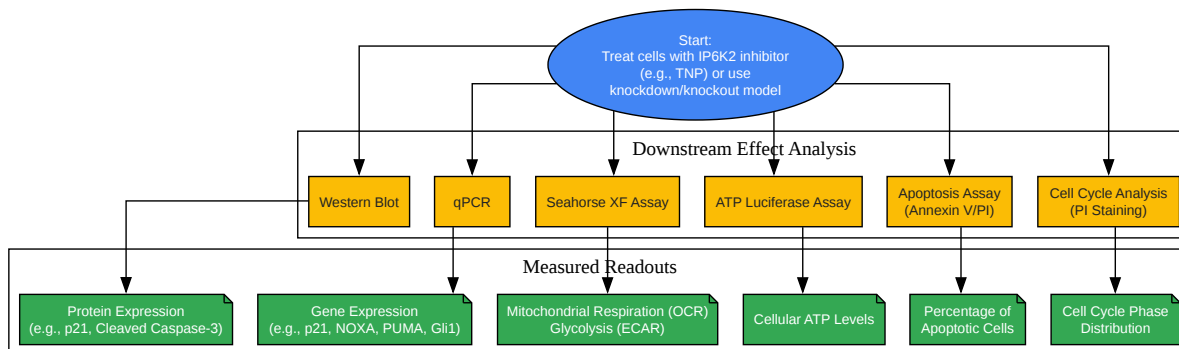 Start:
Treat cells with IP6K2 inhibitor
(e.g., TNP) or use
knockdown/knockout model
Downstream Effect Analysis
Western Blot
qPCR
Seahorse XF Assay
ATP Luciferase Assay
Apoptosis Assay
(Annexin V/PI)
Cell Cycle Analysis
(PI Staining)
Measured Readouts
Protein Expression
(e.g., p21, Cleaved Caspase-3)
Gene Expression
(e.g., p21, NOXA, PUMA, Gli1)
Mitochondrial Respiration (OCR)
Glycolysis (ECAR)
Cellular ATP Levels
Percentage of
Apoptotic Cells
Cell Cycle Phase
Distribution